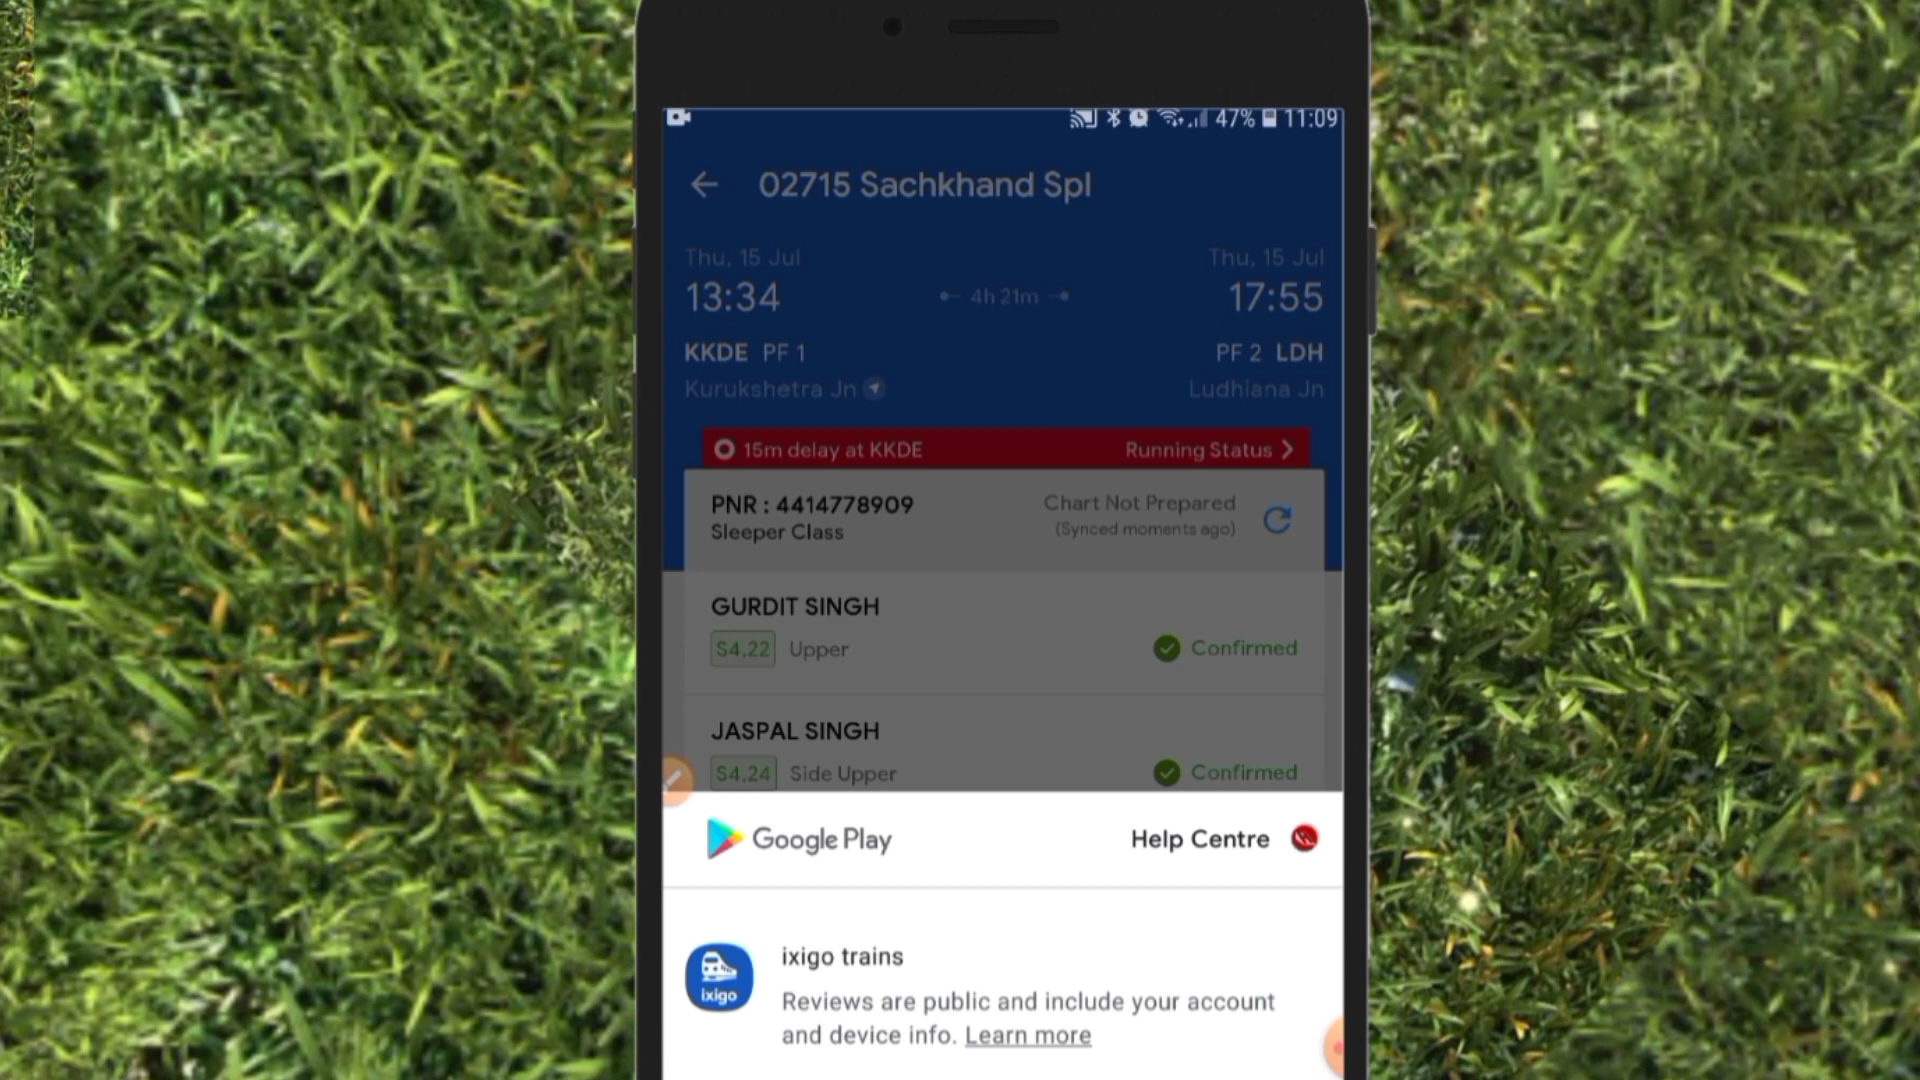 47% 11:09
02715 Sachkhand Spl
Thu, 15 Jul Thu, 15 Jul
13:34 4h 21m 17:55
KKDE PF 1 PF 2 LDH
Kurukshetra Jn Ludhiana Jn
15m delay at KKDE Running Status
PNR : 4414778909 Chart Not Prepared
Sleeper Class (Synced moments ago)
GURDIT SINGH
S4,22 Upper Confirmed
JASPAL SINGH
S4,24 Side Upper Confirmed
Google Play Help Centre
ixigo trains
ixigo
Reviews are public and include your account
and device info. Learn more